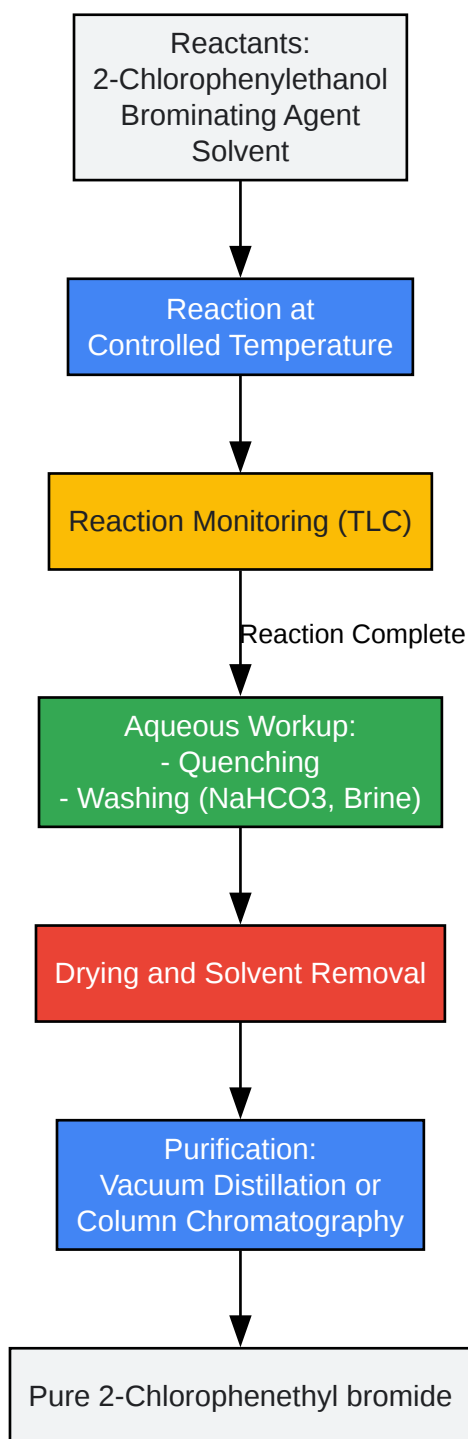 Reactants:
2-Chlorophenylethanol
Brominating Agent
Solvent
Reaction at
Controlled Temperature
Reaction Monitoring (TLC)
Reaction Complete
Aqueous Workup:
- Quenching
- Washing (NaHCO3, Brine)
Drying and Solvent Removal
Purification:
Vacuum Distillation or
Column Chromatography
Pure 2-Chlorophenethyl bromide